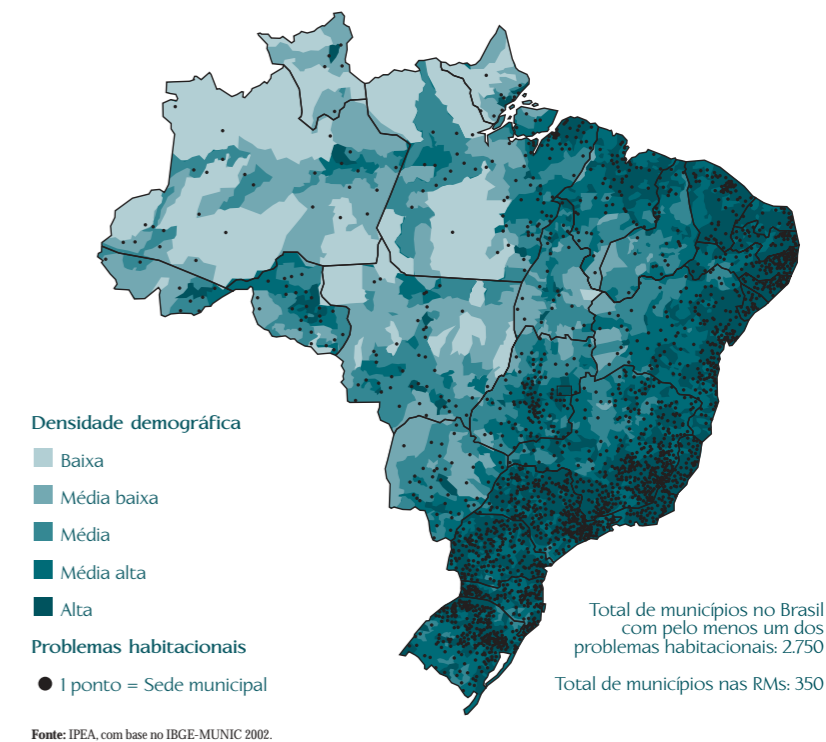 Densidade demográfica
Baixa
Média baixa
Média
Média alta
Alta
Problemas habitacionais
1 ponto = Sede municipal
Total de municípios no Brasil
com pelo menos um dos
problemas habitacionais: 2.750
Total de municípios nas RMs: 350
Fonte: IPEA, com base no IBGE-MUNIC 2002.